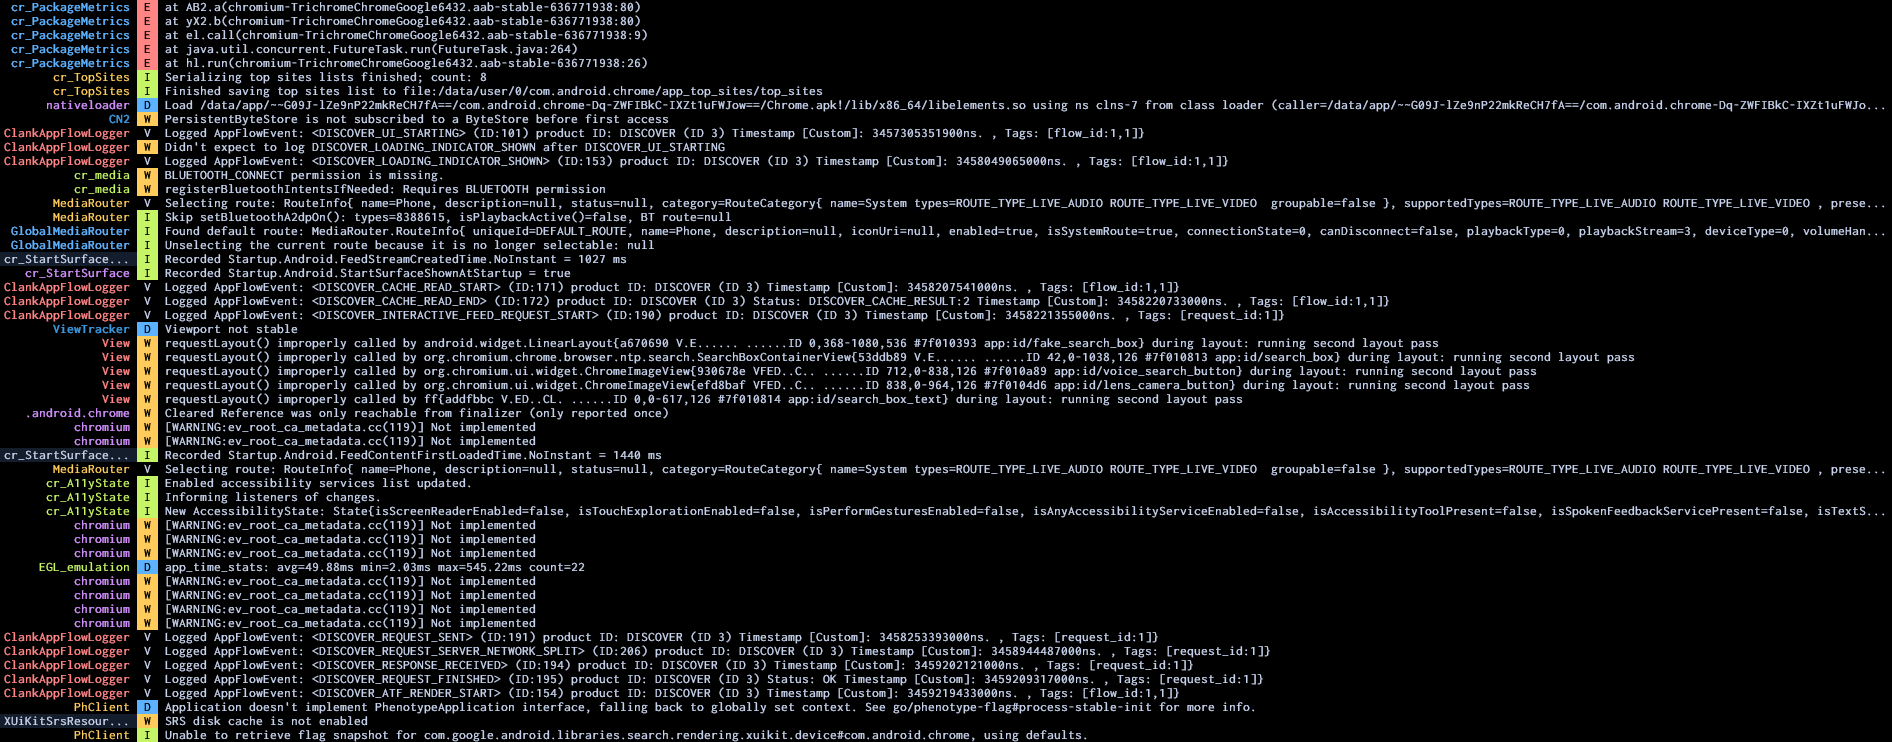 cr_PackageMetrics E at AB2.a(chromium-TrichromeChromeGoogle6432.aab-stable-636771938:80)
cr_PackageMetrics E at yX2.b(chromium-TrichromeChromeGoogle6432.aab-stable-636771938:80)
cr_PackageMetrics E at el.call(chromium-TrichromeChromeGoogle6432.aab-stable-636771938:9)
cr_PackageMetrics E at java.util.concurrent.FutureTask.run(FutureTask.java:264)
cr_PackageMetrics E at hl.run(chromium-TrichromeChromeGoogle6432.aab-stable-636771938:26)
cr_TopSites I Serializing top sites lists finished; count: 8
cr_TopSites I Finished saving top sites list to file:/data/user/0/com.android.chrome/app_top_sites/top_sites
nativeloader D Load /data/app/~~G09J-lZe9nP22mkReCH7fA==/com.android.chrome-Dq-ZWFIBkC-IXZt1uFWJow==/Chrome.apk!/lib/x86_64/libelements.so using ns clns-7 from class loader (caller=/data/app/~~G09J-lZe9nP22mkReCH7fA==/com.android.chrome-Dq-ZWFIBkC-IXZt1uFWJo...
CN2 W PersistentByteStore is not subscribed to a ByteStore before first access
ClankAppFlowLogger V Logged AppFlowEvent: <DISCOVER_UI_STARTING> (ID:101) product ID: DISCOVER (ID 3) Timestamp [Custom]: 3457305351900ns. , Tags: [flow_id:1,1]}
ClankAppFlowLogger W Didn't expect to log DISCOVER_LOADING_INDICATOR_SHOWN after DISCOVER_UI_STARTING
ClankAppFlowLogger V Logged AppFlowEvent: <DISCOVER_LOADING_INDICATOR_SHOWN> (ID:153) product ID: DISCOVER (ID 3) Timestamp [Custom]: 3458049065000ns. , Tags: [flow_id:1,1]}
cr_media W BLUETOOTH_CONNECT permission is missing.
cr_media W registerBluetoothIntentsIfNeeded: Requires BLUETOOTH permission
MediaRouter V Selecting route: RouteInfo{ name=Phone, description=null, status=null, category=RouteCategory{ name=System types=ROUTE_TYPE_LIVE_AUDIO ROUTE_TYPE_LIVE_VIDEO  groupable=false }, supportedTypes=ROUTE_TYPE_LIVE_AUDIO ROUTE_TYPE_LIVE_VIDEO , prese...
MediaRouter I Skip setBluetoothA2dpOn(): types=8388615, isPlaybackActive()=false, BT route=null
GlobalMediaRouter I Found default route: MediaRouter.RouteInfo{ uniqueId=DEFAULT_ROUTE, name=Phone, description=null, iconUri=null, enabled=true, isSystemRoute=true, connectionState=0, canDisconnect=false, playbackType=0, playbackStream=3, deviceType=0, volumeHan...
GlobalMediaRouter I Unselecting the current route because it is no longer selectable: null
cr_StartSurface... I Recorded Startup.Android.FeedStreamCreatedTime.NoInstant = 1027 ms
cr_StartSurface I Recorded Startup.Android.StartSurfaceShownAtStartup = true
ClankAppFlowLogger V Logged AppFlowEvent: <DISCOVER_CACHE_READ_START> (ID:171) product ID: DISCOVER (ID 3) Timestamp [Custom]: 3458207541000ns. , Tags: [flow_id:1,1]}
ClankAppFlowLogger V Logged AppFlowEvent: <DISCOVER_CACHE_READ_END> (ID:172) product ID: DISCOVER (ID 3) Status: DISCOVER_CACHE_RESULT:2 Timestamp [Custom]: 3458220733000ns. , Tags: [flow_id:1,1]}
ClankAppFlowLogger V Logged AppFlowEvent: <DISCOVER_INTERACTIVE_FEED_REQUEST_START> (ID:190) product ID: DISCOVER (ID 3) Timestamp [Custom]: 3458221355000ns. , Tags: [request_id:1]}
ViewTracker D Viewport not stable
View W requestLayout() improperly called by android.widget.LinearLayout{a670690 V.E...... ......ID 0,368-1080,536 #7f010393 app:id/fake_search_box} during layout: running second layout pass
View W requestLayout() improperly called by org.chromium.chrome.browser.ntp.search.SearchBoxContainerView{53ddb89 V.E...... ......ID 42,0-1038,126 #7f010813 app:id/search_box} during layout: running second layout pass
View W requestLayout() improperly called by org.chromium.ui.widget.ChromeImageView{930678e VFED..C.. ......ID 712,0-838,126 #7f010a89 app:id/voice_search_button} during layout: running second layout pass
View W requestLayout() improperly called by org.chromium.ui.widget.ChromeImageView{efd8baf VFED..C.. ......ID 838,0-964,126 #7f0104d6 app:id/lens_camera_button} during layout: running second layout pass
View W requestLayout() improperly called by ff{addfbbc V.ED..CL. ......ID 0,0-617,126 #7f010814 app:id/search_box_text} during layout: running second layout pass
.android.chrome W Cleared Reference was only reachable from finalizer (only reported once)
chromium W [WARNING:ev_root_ca_metadata.cc(119)] Not implemented
chromium W [WARNING:ev_root_ca_metadata.cc(119)] Not implemented
cr_StartSurface... I Recorded Startup.Android.FeedContentFirstLoadedTime.NoInstant = 1440 ms
MediaRouter V Selecting route: RouteInfo{ name=Phone, description=null, status=null, category=RouteCategory{ name=System types=ROUTE_TYPE_LIVE_AUDIO ROUTE_TYPE_LIVE_VIDEO  groupable=false }, supportedTypes=ROUTE_TYPE_LIVE_AUDIO ROUTE_TYPE_LIVE_VIDEO , prese...
cr_A11yState I Enabled accessibility services list updated.
cr_A11yState I Informing listeners of changes.
cr_A11yState I New AccessibilityState: State{isScreenReaderEnabled=false, isTouchExplorationEnabled=false, isPerformGesturesEnabled=false, isAnyAccessibilityServiceEnabled=false, isAccessibilityToolPresent=false, isSpokenFeedbackServicePresent=false, isTextS...
chromium W [WARNING:ev_root_ca_metadata.cc(119)] Not implemented
chromium W [WARNING:ev_root_ca_metadata.cc(119)] Not implemented
chromium W [WARNING:ev_root_ca_metadata.cc(119)] Not implemented
EGL_emulation D app_time_stats: avg=49.88ms min=2.03ms max=545.22ms count=22
chromium W [WARNING:ev_root_ca_metadata.cc(119)] Not implemented
chromium W [WARNING:ev_root_ca_metadata.cc(119)] Not implemented
chromium W [WARNING:ev_root_ca_metadata.cc(119)] Not implemented
chromium W [WARNING:ev_root_ca_metadata.cc(119)] Not implemented
ClankAppFlowLogger V Logged AppFlowEvent: <DISCOVER_REQUEST_SENT> (ID:191) product ID: DISCOVER (ID 3) Timestamp [Custom]: 3458253393000ns. , Tags: [request_id:1]}
ClankAppFlowLogger V Logged AppFlowEvent: <DISCOVER_REQUEST_SERVER_NETWORK_SPLIT> (ID:206) product ID: DISCOVER (ID 3) Timestamp [Custom]: 3458944487000ns. , Tags: [request_id:1]}
ClankAppFlowLogger V Logged AppFlowEvent: <DISCOVER_RESPONSE_RECEIVED> (ID:194) product ID: DISCOVER (ID 3) Timestamp [Custom]: 3459202121000ns. , Tags: [request_id:1]}
ClankAppFlowLogger V Logged AppFlowEvent: <DISCOVER_REQUEST_FINISHED> (ID:195) product ID: DISCOVER (ID 3) Status: OK Timestamp [Custom]: 3459209317000ns. , Tags: [request_id:1]}
ClankAppFlowLogger V Logged AppFlowEvent: <DISCOVER_ATF_RENDER_START> (ID:154) product ID: DISCOVER (ID 3) Timestamp [Custom]: 3459219433000ns. , Tags: [flow_id:1,1]}
PhClient D Application doesn't implement PhenotypeApplication interface, falling back to globally set context. See go/phenotype-flag#process-stable-init for more info.
XUiKitSrsResour... W SRS disk cache is not enabled
PhClient I Unable to retrieve flag snapshot for com.google.android.libraries.search.rendering.xuikit.device#com.android.chrome, using defaults.